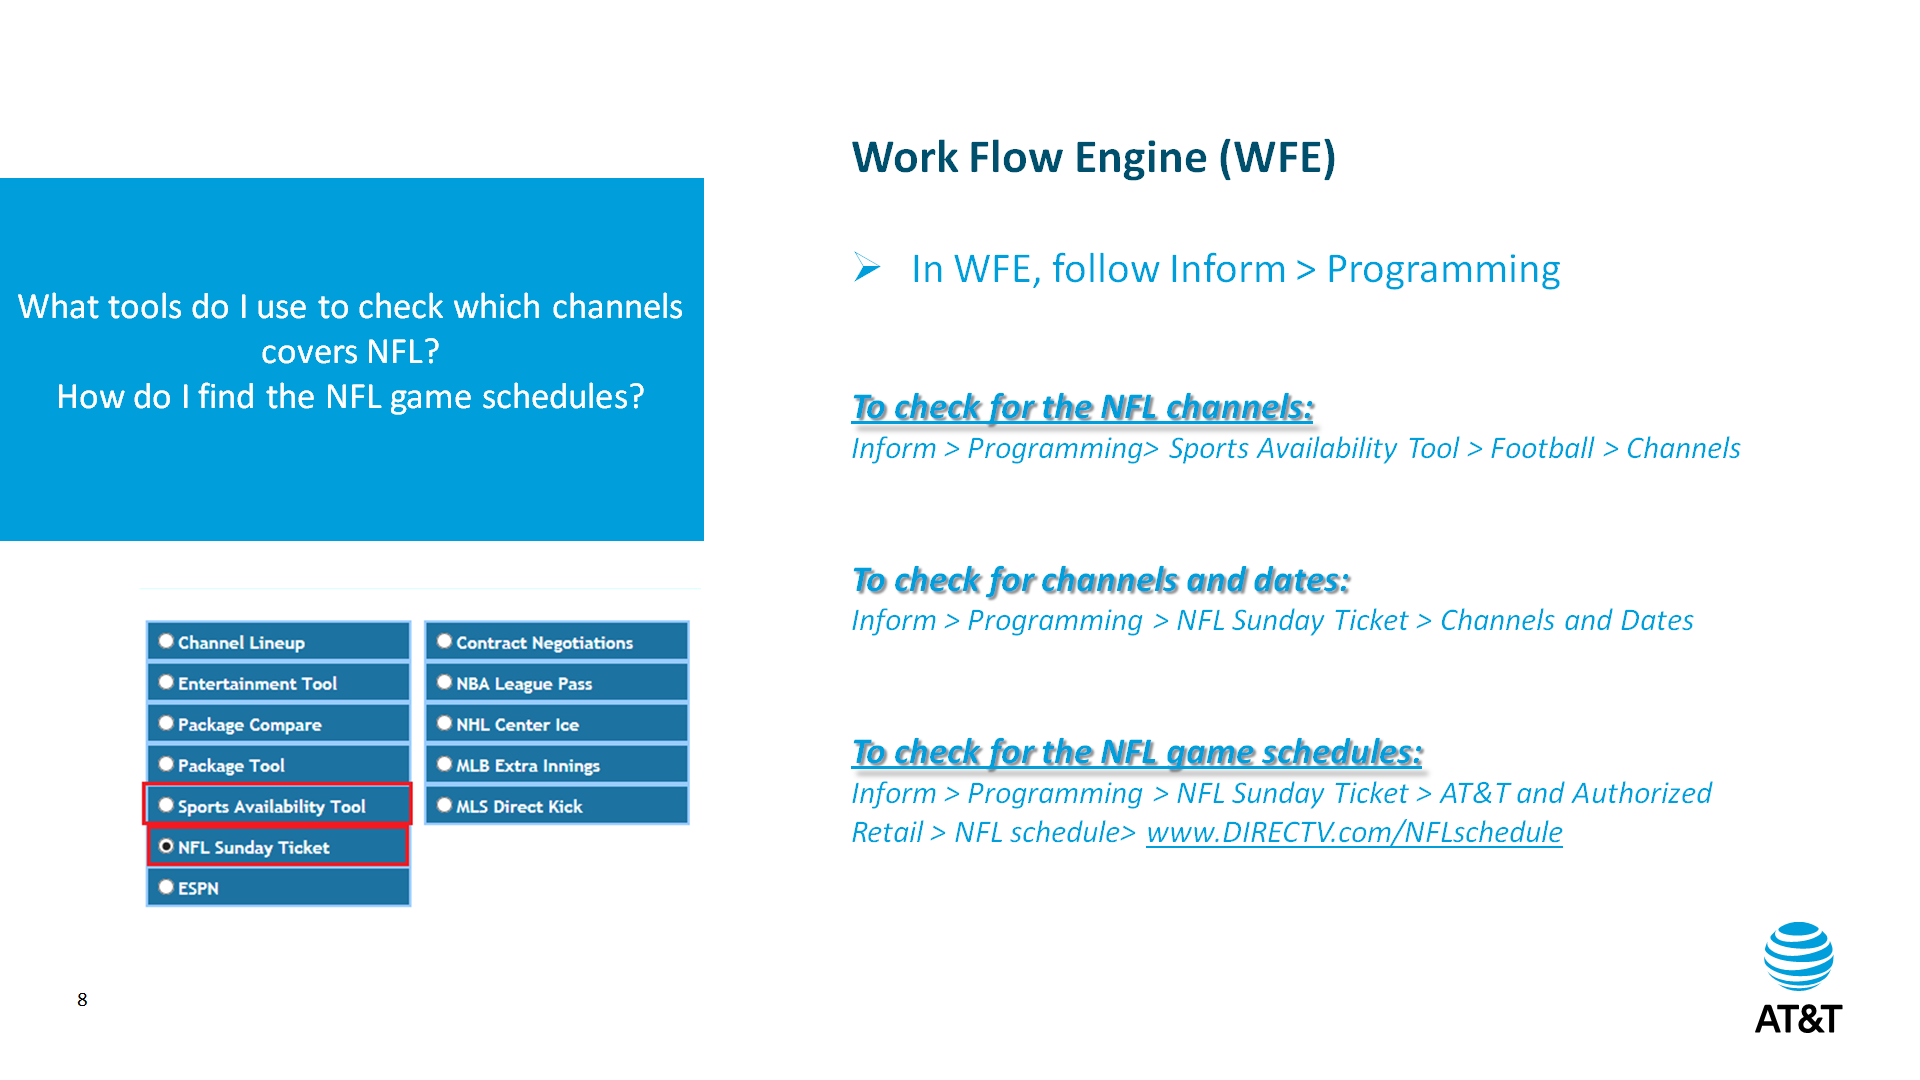 What tools do I use to check which channels
covers NFL?
How do I find the NFL game schedules?
Channel Lineup
Entertainment Tool
Package Compare
Package Tool
Sports Availability Tool
NFL Sunday Ticket
ESPN
Contract Negotiations
NBA League Pass
NHL Center Ice
MLB Extra Innings
MLS Direct Kick
8
Work Flow Engine (WFE)
➢ In WFE, follow Inform > Programming
To check for the NFL channels:
Inform > Programming> Sports Availability Tool > Football > Channels
To check for channels and dates:
Inform > Programming > NFL Sunday Ticket > Channels and Dates
To check for the NFL game schedules:
Inform > Programming > NFL Sunday Ticket > AT&T and Authorized
Retail > NFL schedule> www.DIRECTV.com/NFLschedule
AT&T